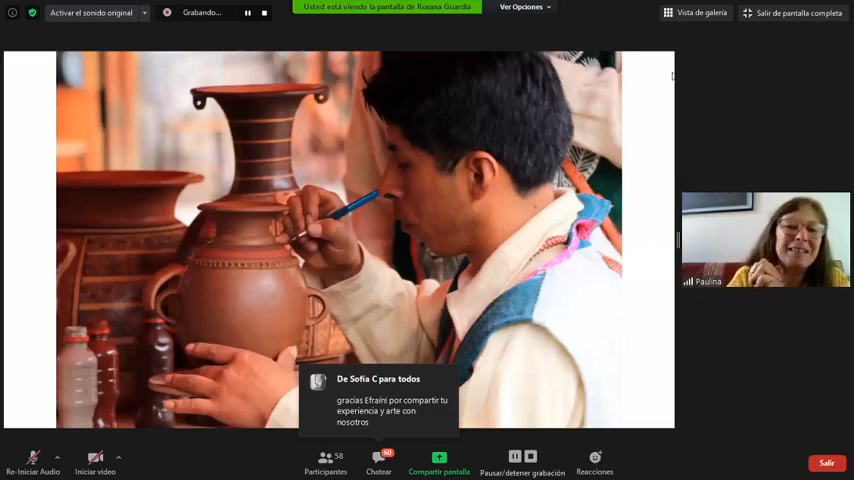 Activar el sonido original
Grabando...
Usted está viendo la pantalla de Rosana Guardia
Ver Opciones
Vista de galería
Salir de pantalla completa
Paulina
De Sofía C para todos
gracias Efraín! por compartir tu
experiencia y arte con
nosotros
Re-Iniciar Audio
Iniciar video
58
Participantes
60
Chatear
Compartir pantalla
Pausar/detener grabación
Reacciones
Salir